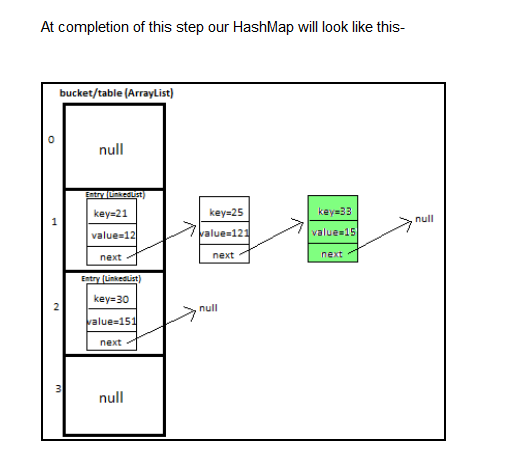 At completion of this step our HashMap will look like this-
bucket/table (ArrayList)
0
null
Entry (LinkedList)
1
key=21
value=12
next
key=25
value=121
next
key=33
value=15
next
null
Entry (LinkedList)
2
key=30
value=151
next
null
3
null